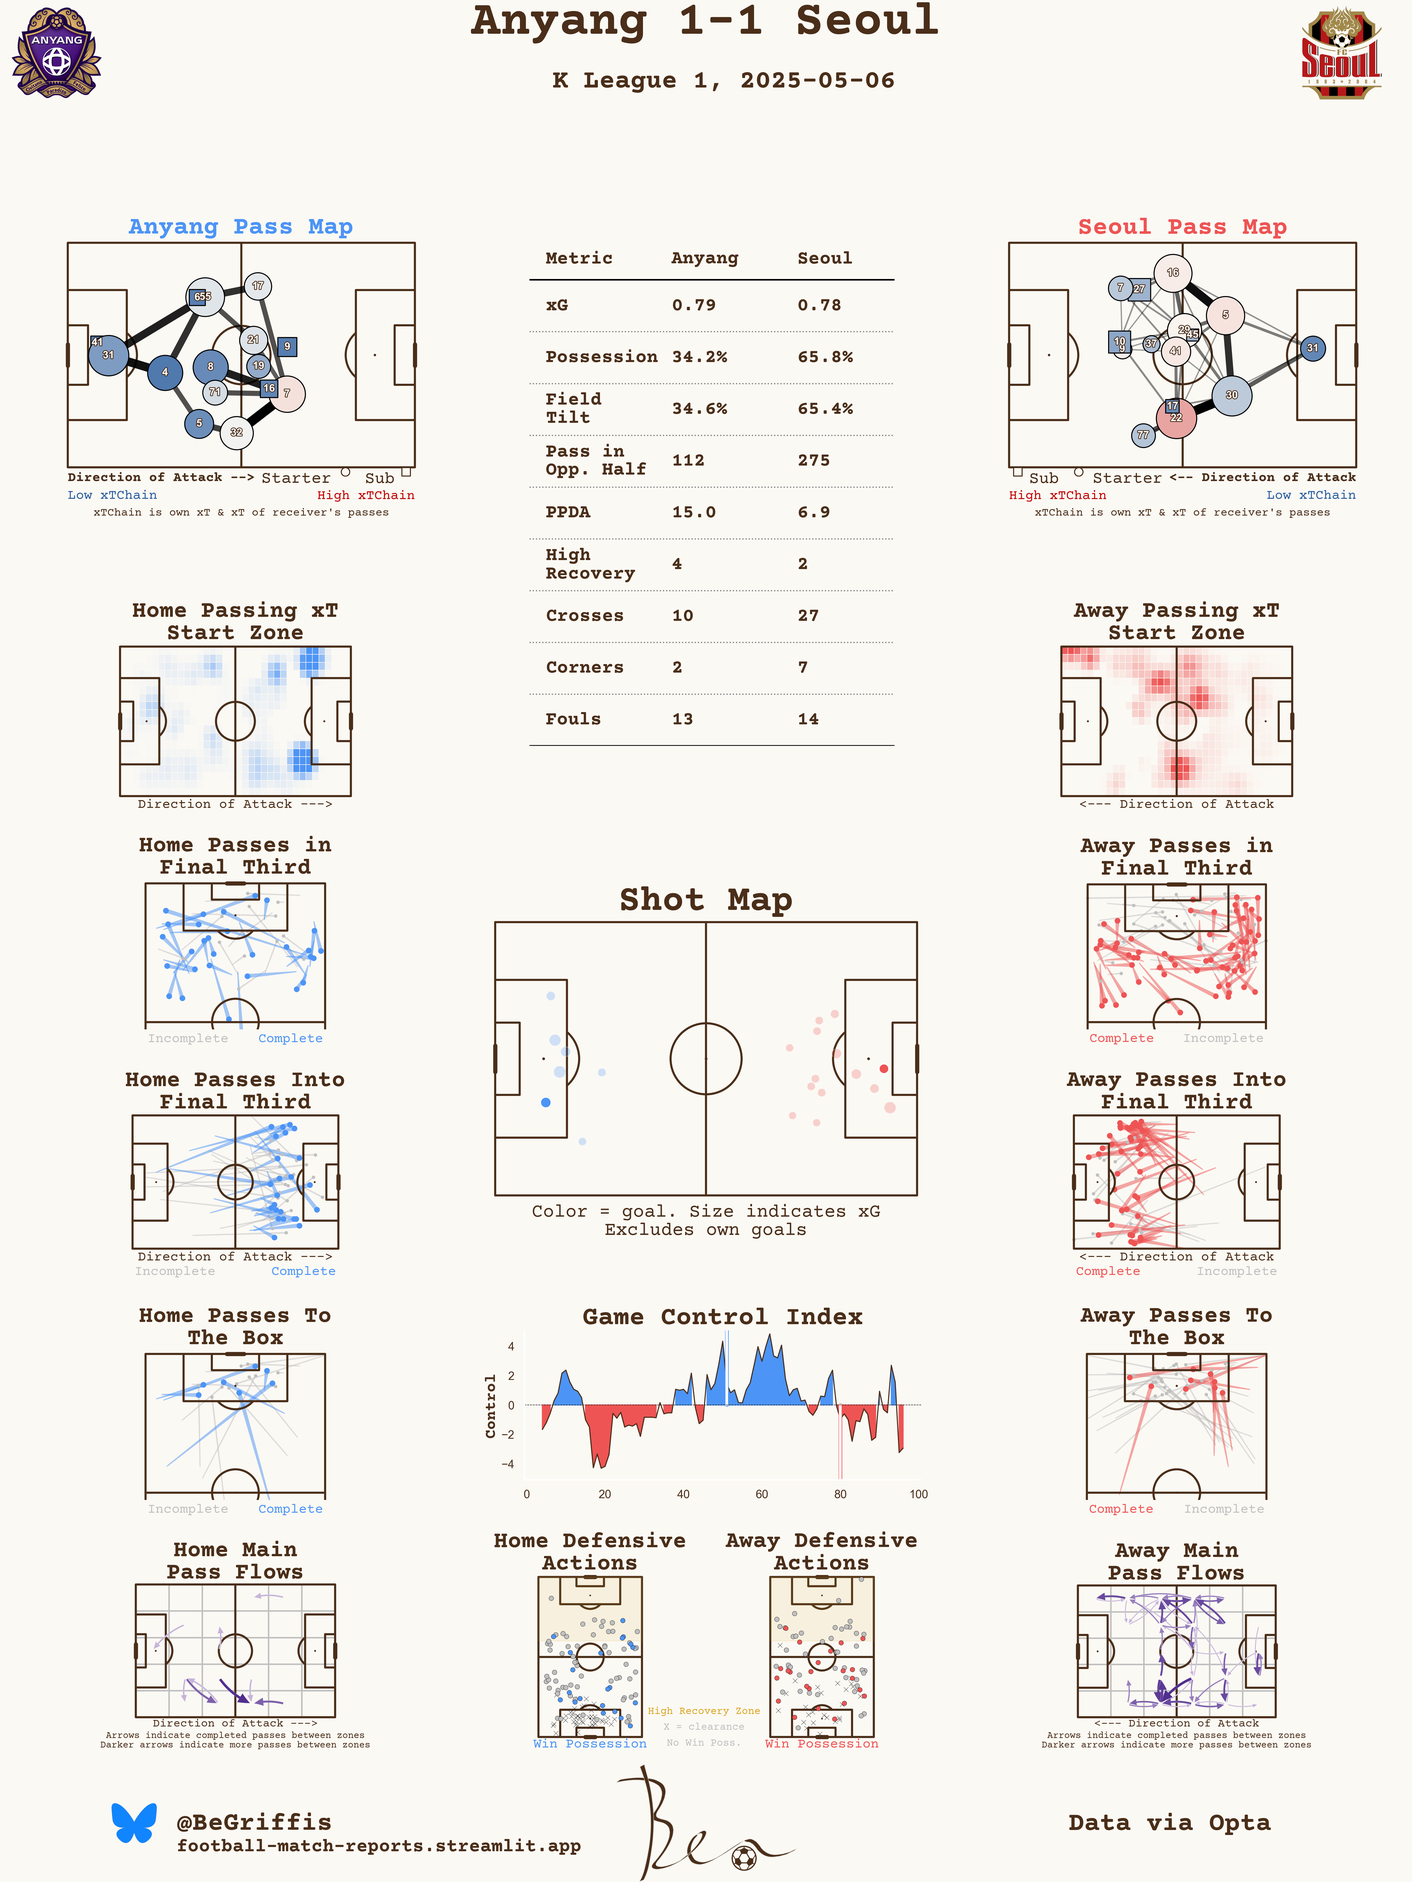 Anyang 1-1 Seoul
K League 1, 2025-05-06
ANYANG
FC
Seoul
Anyang Pass Map
655
17
41
31
21
9
4
8
19
71
16
7
5
32
Direction of Attack --> Starter Sub
Low xTChain High xTChain
xTChain is own xT & xT of receiver's passes
Metric Anyang Seoul
xG 0.79 0.78
Possession 34.2% 65.8%
Field
Tilt 34.6% 65.4%
Pass in
Opp. Half 112 275
PPDA 15.0 6.9
High
Recovery 4 2
Crosses 10 27
Corners 2 7
Fouls 13 14
Seoul Pass Map
16
7
27
5
29
10
9
37
41
31
30
17
22
77
Sub Starter <-- Direction of Attack
High xTChain Low xTChain
xTChain is own xT & xT of receiver's passes
Home Passing xT
Start Zone
Direction of Attack --->
Away Passing xT
Start Zone
<--- Direction of Attack
Home Passes in
Final Third
Incomplete Complete
Away Passes in
Final Third
Complete Incomplete
Shot Map
Color = goal. Size indicates xG
Excludes own goals
Home Passes Into
Final Third
Direction of Attack --->
Incomplete Complete
Away Passes Into
Final Third
<--- Direction of Attack
Complete Incomplete
Home Passes To
The Box
Incomplete Complete
Game Control Index
Control
4
2
0
−2
−4
0 20 40 60 80 100
Away Passes To
The Box
Complete Incomplete
Home Main
Pass Flows
Direction of Attack --->
Arrows indicate completed passes between zones
Darker arrows indicate more passes between zones
Home Defensive
Actions
Win Possession
High Recovery Zone
X = clearance
No Win Poss.
Away Defensive
Actions
Win Possession
Away Main
Pass Flows
<--- Direction of Attack
Arrows indicate completed passes between zones
Darker arrows indicate more passes between zones
@BeGriffis
football-match-reports.streamlit.app
Ben
Data via Opta